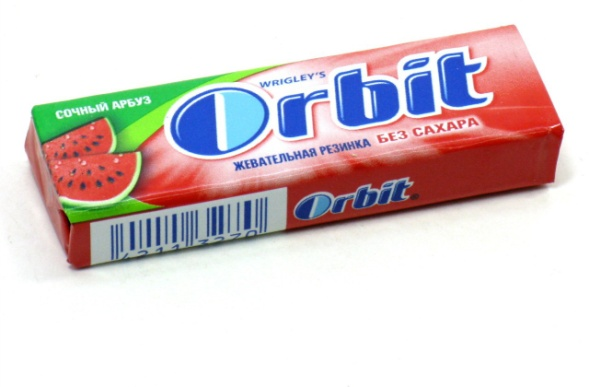 СОЧНЫЙ АРБУЗ
WRIGLEY'S
Orbit
ЖЕВАТЕЛЬНАЯ РЕЗИНКА БЕЗ САХАРА
Orbit®